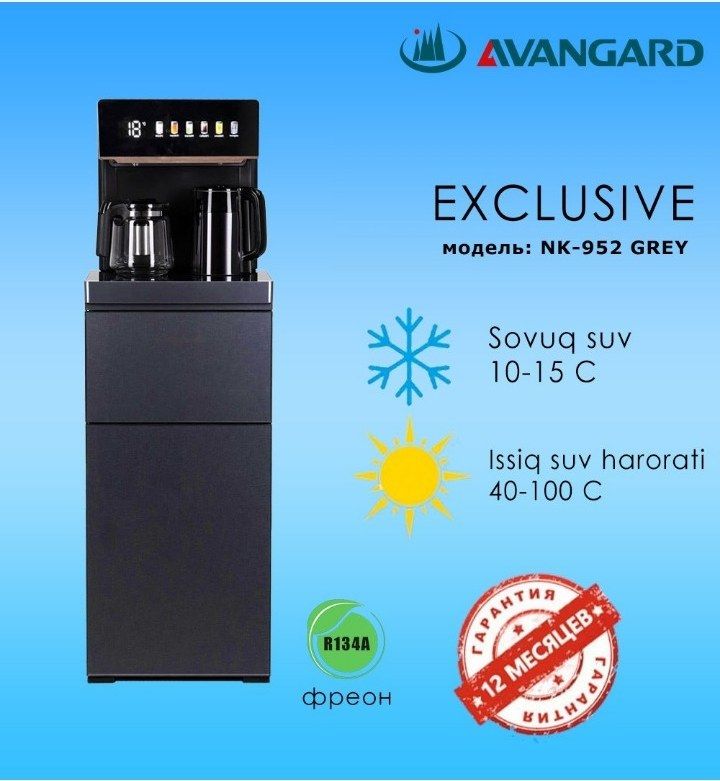 AVANGARD
18°
EXCLUSIVE
модель: NK-952 GREY
Sovuq suv
10-15 C
Issiq suv harorati
40-100 C
R134A
фреон
ГАРАНТИЯ
12 МЕСЯЦЕВ
ГАРАНТИЯ